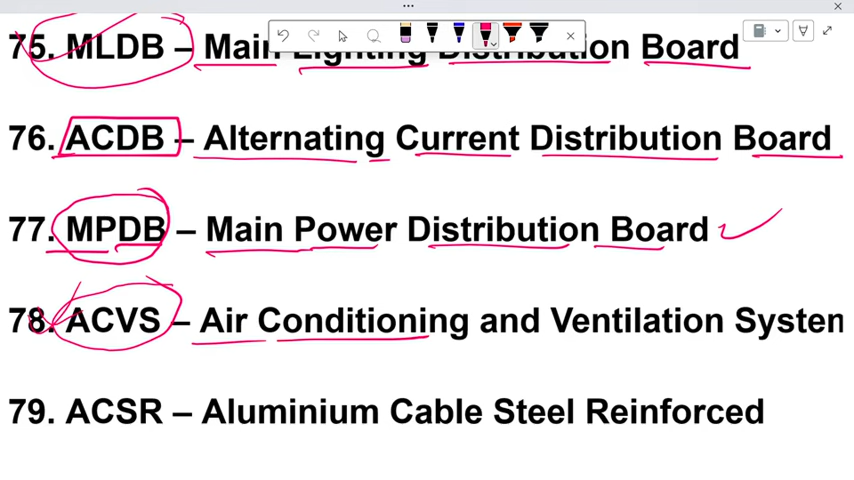 75. MLDB – Main Lighting Distribution Board
76. ACDB – Alternating Current Distribution Board
77. MPDB – Main Power Distribution Board
78. ACVS – Air Conditioning and Ventilation System
79. ACSR – Aluminium Cable Steel Reinforced